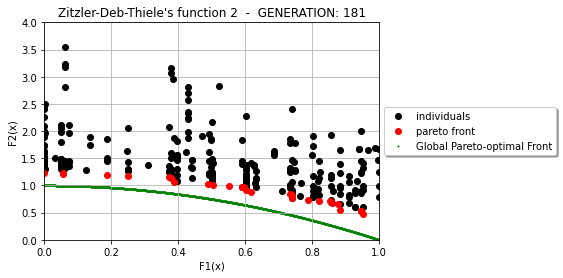 Zitzler-Deb-Thiele's function 2 - GENERATION: 181
4.0
3.5
3.0
2.5
2.0
1.5
1.0
0.5
0.0
F2(x)
0.0 0.2 0.4 0.6 0.8 1.0
F1(x)
individuals
pareto front
Global Pareto-optimal Front